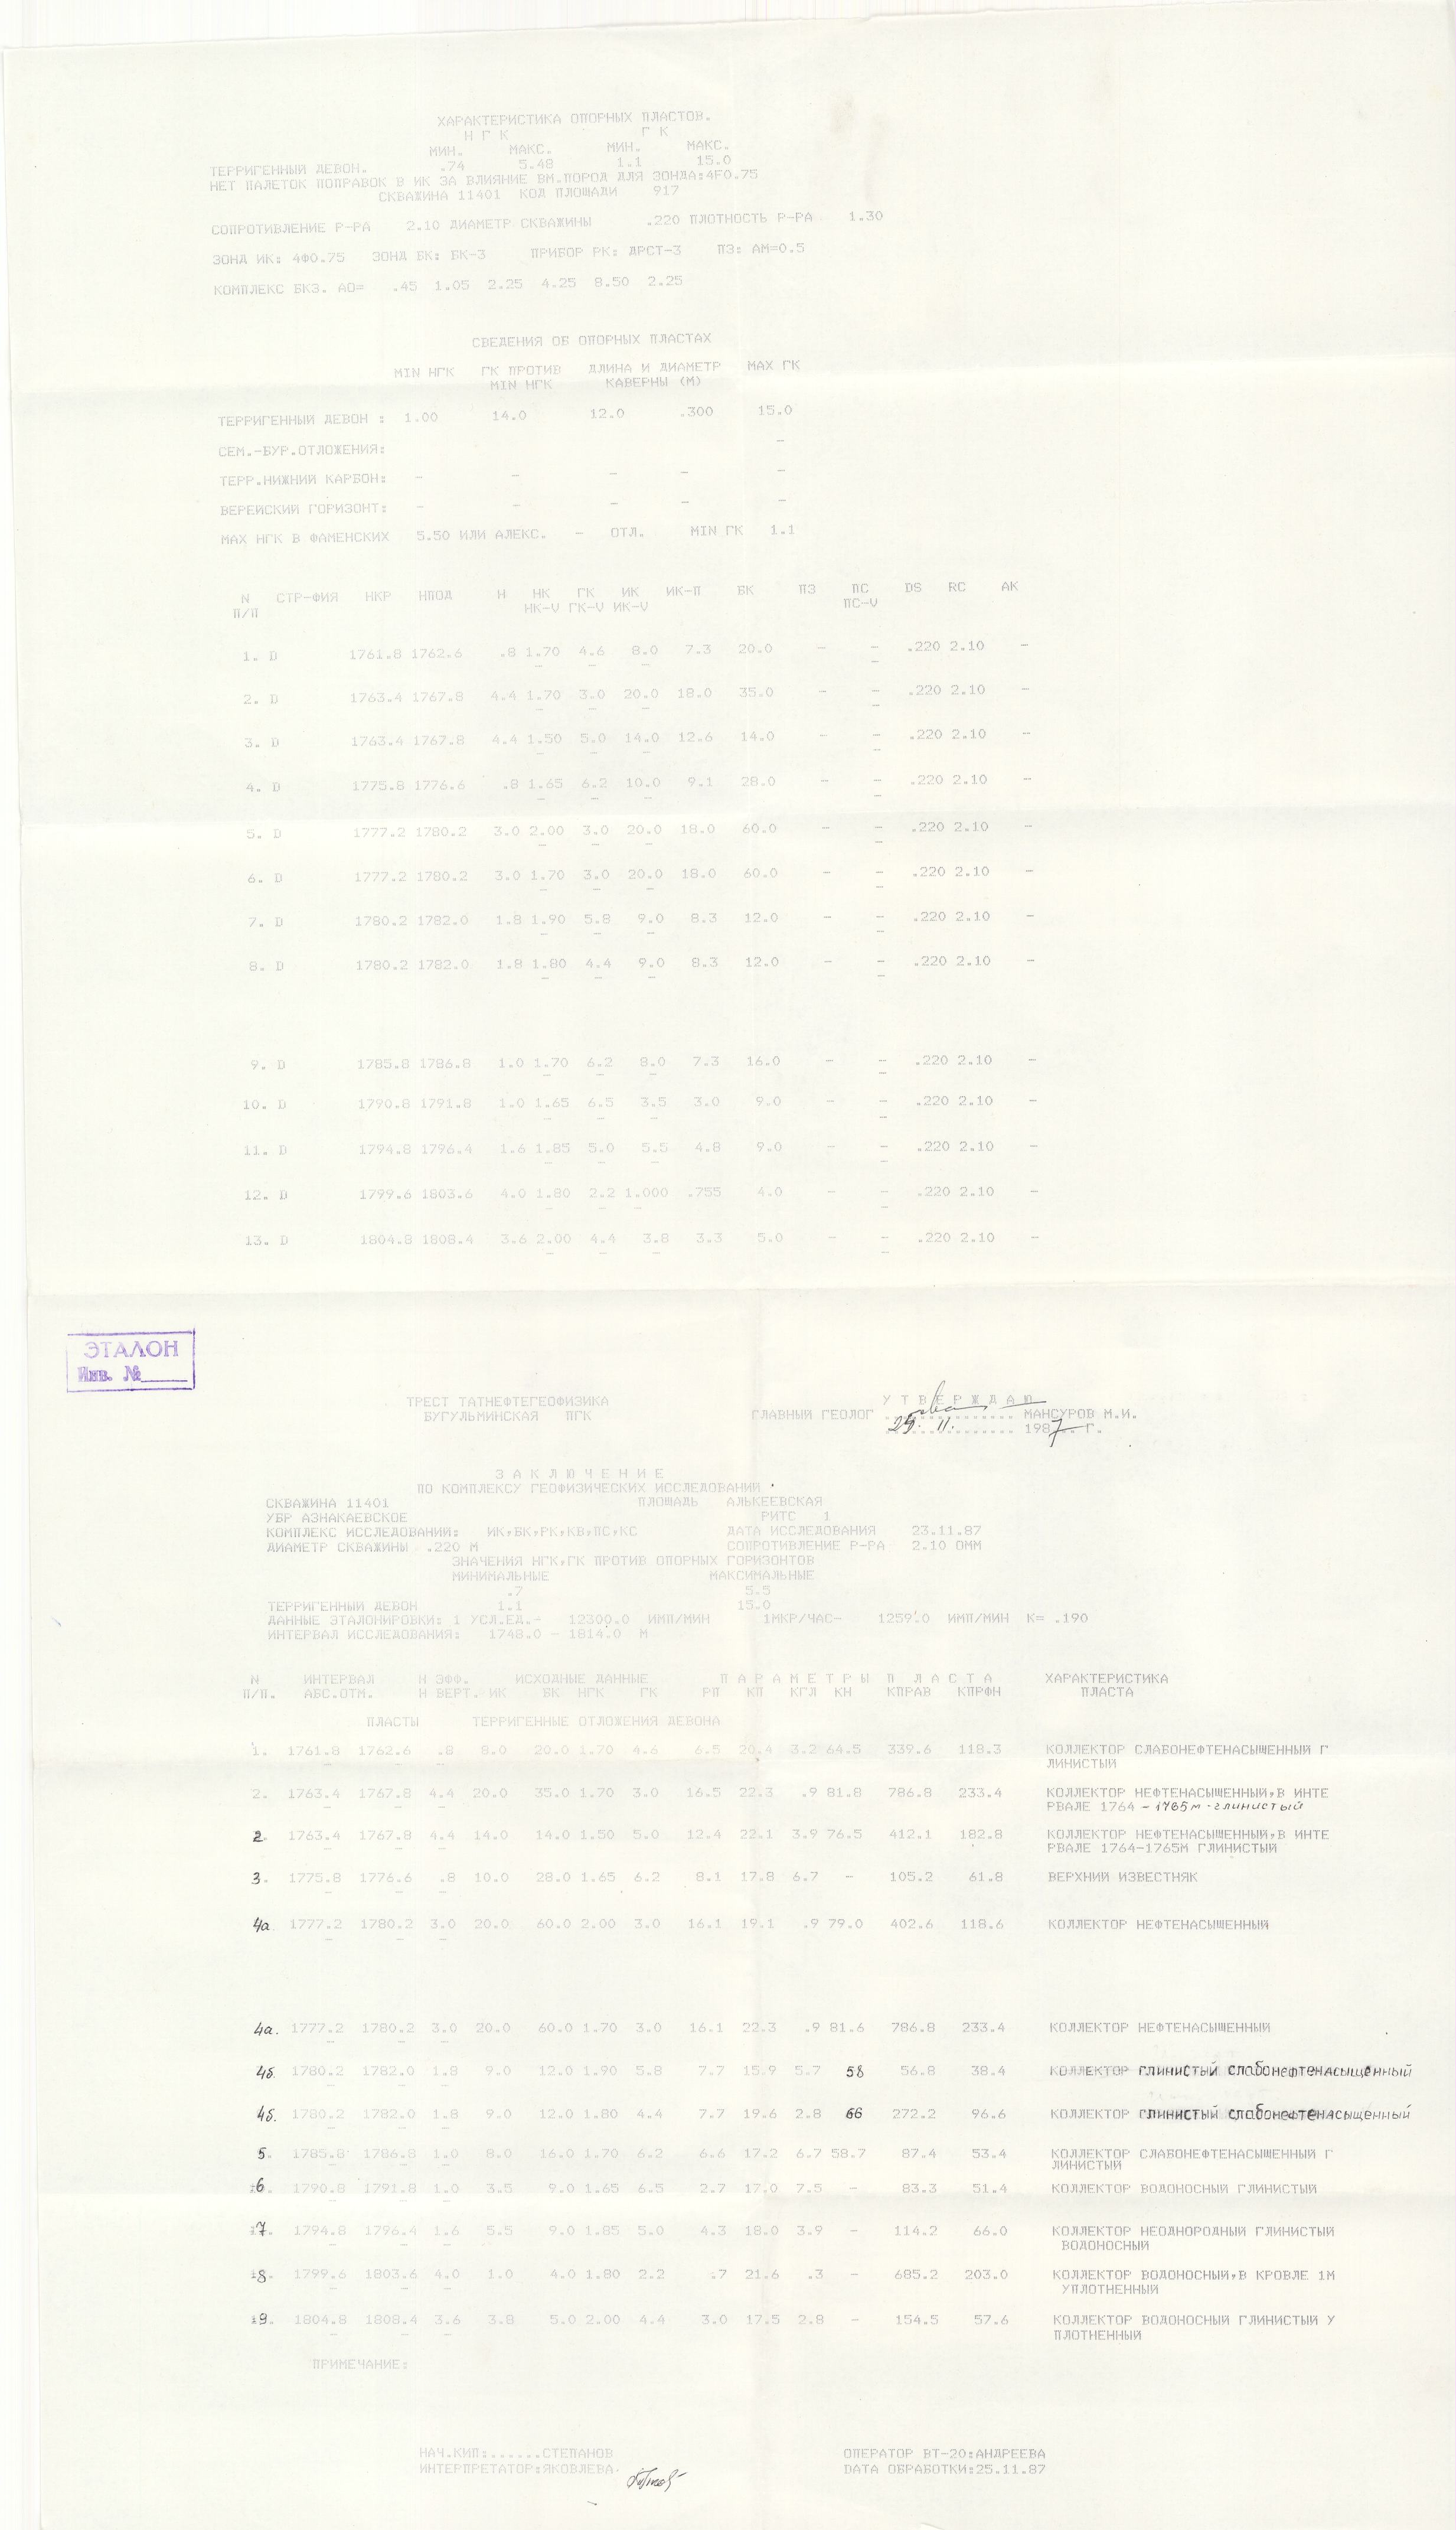 ХАРАКТЕРИСТИКА ОПОРНЫХ ПЛАСТОВ.
Н Г К Г К
МИН. МАКС. МИН. МАКС.
ТЕРРИГЕННЫЙ ДЕВОН. .74 5.48 1.1 15.0
НЕТ ПАЛЕТОК ПОПРАВОК В ИК ЗА ВЛИЯНИЕ ВМ.ПОРОД ДЛЯ ЗОНДА:4F0.75
СКВАЖИНА 11401 КОД ПЛОЩАДИ 917
СОПРОТИВЛЕНИЕ Р-РА 2.10 ДИАМЕТР СКВАЖИНЫ .220 ПЛОТНОСТЬ Р-РА 1.30
ЗОНД ИК: 4Ф0.75 ЗОНД БК: БК-3 ПРИБОР РК: ДРСТ-3 ПЗ: АМ=0.5
КОМПЛЕКС БКЗ. АО= .45 1.05 2.25 4.25 8.50 2.25
СВЕДЕНИЯ ОБ ОПОРНЫХ ПЛАСТАХ
MIN НГК ГК ПРОТИВ ДЛИНА И ДИАМЕТР МАХ ГК
MIN НГК КАВЕРНЫ (М)
ТЕРРИГЕННЫЙ ДЕВОН : 1.00 14.0 12.0 .300 15.0
СЕМ.-БУР.ОТЛОЖЕНИЯ: -
ТЕРР.НИЖНИЙ КАРБОН: - - - - -
ВЕРЕЙСКИЙ ГОРИЗОНТ: - - - - -
МАХ НГК В ФАМЕНСКИХ 5.50 ИЛИ АЛЕКС. - ОТЛ. MIN ГК 1.1
N СТР-ФИЯ НКР НПОД Н НК ГК ИК ИК-П БК ПЗ ПС DS RC АК
П/П НК-V ГК-V ИК-V ПС-V
1. D 1761.8 1762.6 .8 1.70 4.6 8.0 7.3 20.0 - - .220 2.10 -
- - - -
2. D 1763.4 1767.8 4.4 1.70 3.0 20.0 18.0 35.0 - - .220 2.10 -
- - - -
3. D 1763.4 1767.8 4.4 1.50 5.0 14.0 12.6 14.0 - - .220 2.10 -
- - - -
4. D 1775.8 1776.6 .8 1.65 6.2 10.0 9.1 28.0 - - .220 2.10 -
- - - -
5. D 1777.2 1780.2 3.0 2.00 3.0 20.0 18.0 60.0 - - .220 2.10 -
- - - -
6. D 1777.2 1780.2 3.0 1.70 3.0 20.0 18.0 60.0 - - .220 2.10 -
- - - -
7. D 1780.2 1782.0 1.8 1.90 5.8 9.0 8.3 12.0 - - .220 2.10 -
- - - -
8. D 1780.2 1782.0 1.8 1.80 4.4 9.0 8.3 12.0 - - .220 2.10 -
- - - -
9. D 1785.8 1786.8 1.0 1.70 6.2 8.0 7.3 16.0 - - .220 2.10 -
- - - -
10. D 1790.8 1791.8 1.0 1.65 6.5 3.5 3.0 9.0 - - .220 2.10 -
- - - -
11. D 1794.8 1796.4 1.6 1.85 5.0 5.5 4.8 9.0 - - .220 2.10 -
- - - -
12. D 1799.6 1803.6 4.0 1.80 2.2 1.000 .755 4.0 - - .220 2.10 -
- - - -
13. D 1804.8 1808.4 3.6 2.00 4.4 3.8 3.3 5.0 - - .220 2.10 -
- - - -
ЭТАЛОН
Инв. №
ТРЕСТ ТАТНЕФТЕГЕОФИЗИКА У Т В Е Р Ж Д А Ю
БУГУЛЬМИНСКАЯ ПГК ГЛАВНЫЙ ГЕОЛОГ ............... МАНСУРОВ М.И.
25. 11. 1987 Г.
З А К Л Ю Ч Е Н И Е
ПО КОМПЛЕКСУ ГЕОФИЗИЧЕСКИХ ИССЛЕДОВАНИЙ
СКВАЖИНА 11401 ПЛОЩАДЬ АЛЬКЕЕВСКАЯ
УБР АЗНАКАЕВСКОЕ РИТС 1
КОМПЛЕКС ИССЛЕДОВАНИЙ: ИК,БК,РК,КВ,ПС,КС ДАТА ИССЛЕДОВАНИЯ 23.11.87
ДИАМЕТР СКВАЖИНЫ .220 М СОПРОТИВЛЕНИЕ Р-РА 2.10 ОММ
ЗНАЧЕНИЯ НГК,ГК ПРОТИВ ОПОРНЫХ ГОРИЗОНТОВ
МИНИМАЛЬНЫЕ МАКСИМАЛЬНЫЕ
.7 5.5
ТЕРРИГЕННЫЙ ДЕВОН 1.1 15.0
ДАННЫЕ ЭТАЛОНИРОВКИ: 1 УСЛ.ЕД.- 12300.0 ИМП/МИН 1МКР/ЧАС- 1259.0 ИМП/МИН К= .190
ИНТЕРВАЛ ИССЛЕДОВАНИЯ: 1748.0 - 1814.0 М
N ИНТЕРВАЛ Н ЭФФ. ИСХОДНЫЕ ДАННЫЕ П А Р А М Е Т Р Ы П Л А С Т А ХАРАКТЕРИСТИКА
П/П. АБС.ОТМ. Н ВЕРТ. ИК БК НГК ГК РП КП КГЛ КН КПРАВ КПРФН ПЛАСТА
ПЛАСТЫ ТЕРРИГЕННЫЕ ОТЛОЖЕНИЯ ДЕВОНА
1. 1761.8 1762.6 .8 8.0 20.0 1.70 4.6 6.5 20.4 3.2 64.5 339.6 118.3 КОЛЛЕКТОР СЛАБОНЕФТЕНАСЫЩЕННЫЙ Г
- - - ЛИНИСТЫЙ
2. 1763.4 1767.8 4.4 20.0 35.0 1.70 3.0 16.5 22.3 .9 81.8 786.8 233.4 КОЛЛЕКТОР НЕФТЕНАСЫЩЕННЫЙ,В ИНТЕ
- - - РВАЛЕ 1764 - 1765м - глинистый
2. 1763.4 1767.8 4.4 14.0 14.0 1.50 5.0 12.4 22.1 3.9 76.5 412.1 182.8 КОЛЛЕКТОР НЕФТЕНАСЫЩЕННЫЙ,В ИНТЕ
- - - РВАЛЕ 1764-1765М ГЛИНИСТЫЙ
3. 1775.8 1776.6 .8 10.0 28.0 1.65 6.2 8.1 17.8 6.7 - 105.2 61.8 ВЕРХНИЙ ИЗВЕСТНЯК
- - -
4а 1777.2 1780.2 3.0 20.0 60.0 2.00 3.0 16.1 19.1 .9 79.0 402.6 118.6 КОЛЛЕКТОР НЕФТЕНАСЫЩЕННЫЙ
- - -
4а. 1777.2 1780.2 3.0 20.0 60.0 1.70 3.0 16.1 22.3 .9 81.6 786.8 233.4 КОЛЛЕКТОР НЕФТЕНАСЫЩЕННЫЙ
- - -
4б. 1780.2 1782.0 1.8 9.0 12.0 1.90 5.8 7.7 15.9 5.7 58 56.8 38.4 КОЛЛЕКТОР глинистый слабонефтенасыщенный
- - -
4б. 1780.2 1782.0 1.8 9.0 12.0 1.80 4.4 7.7 19.6 2.8 66 272.2 96.6 КОЛЛЕКТОР глинистый слабонефтенасыщенный
- - -
5. 1785.8 1786.8 1.0 8.0 16.0 1.70 6.2 6.6 17.2 6.7 58.7 87.4 53.4 КОЛЛЕКТОР СЛАБОНЕФТЕНАСЫЩЕННЫЙ Г
- - - ЛИНИСТЫЙ
6. 1790.8 1791.8 1.0 3.5 9.0 1.65 6.5 2.7 17.0 7.5 - 83.3 51.4 КОЛЛЕКТОР ВОДОНОСНЫЙ ГЛИНИСТЫЙ
- - -
7. 1794.8 1796.4 1.6 5.5 9.0 1.85 5.0 4.3 18.0 3.9 - 114.2 66.0 КОЛЛЕКТОР НЕОДНОРОДНЫЙ ГЛИНИСТЫЙ
- - - ВОДОНОСНЫЙ
8. 1799.6 1803.6 4.0 1.0 4.0 1.80 2.2 .7 21.6 .3 - 685.2 203.0 КОЛЛЕКТОР ВОДОНОСНЫЙ,В КРОВЛЕ 1М
- - - УПЛОТНЕННЫЙ
9. 1804.8 1808.4 3.6 3.8 5.0 2.00 4.4 3.0 17.5 2.8 - 154.5 57.6 КОЛЛЕКТОР ВОДОНОСНЫЙ ГЛИНИСТЫЙ У
- - - ПЛОТНЕННЫЙ
ПРИМЕЧАНИЕ:
НАЧ.КИП:......СТЕПАНОВ ОПЕРАТОР ВТ-20:АНДРЕЕВА
ИНТЕРПРЕТАТОР:ЯКОВЛЕВА. DАТА ОБРАБОТКИ:25.11.87